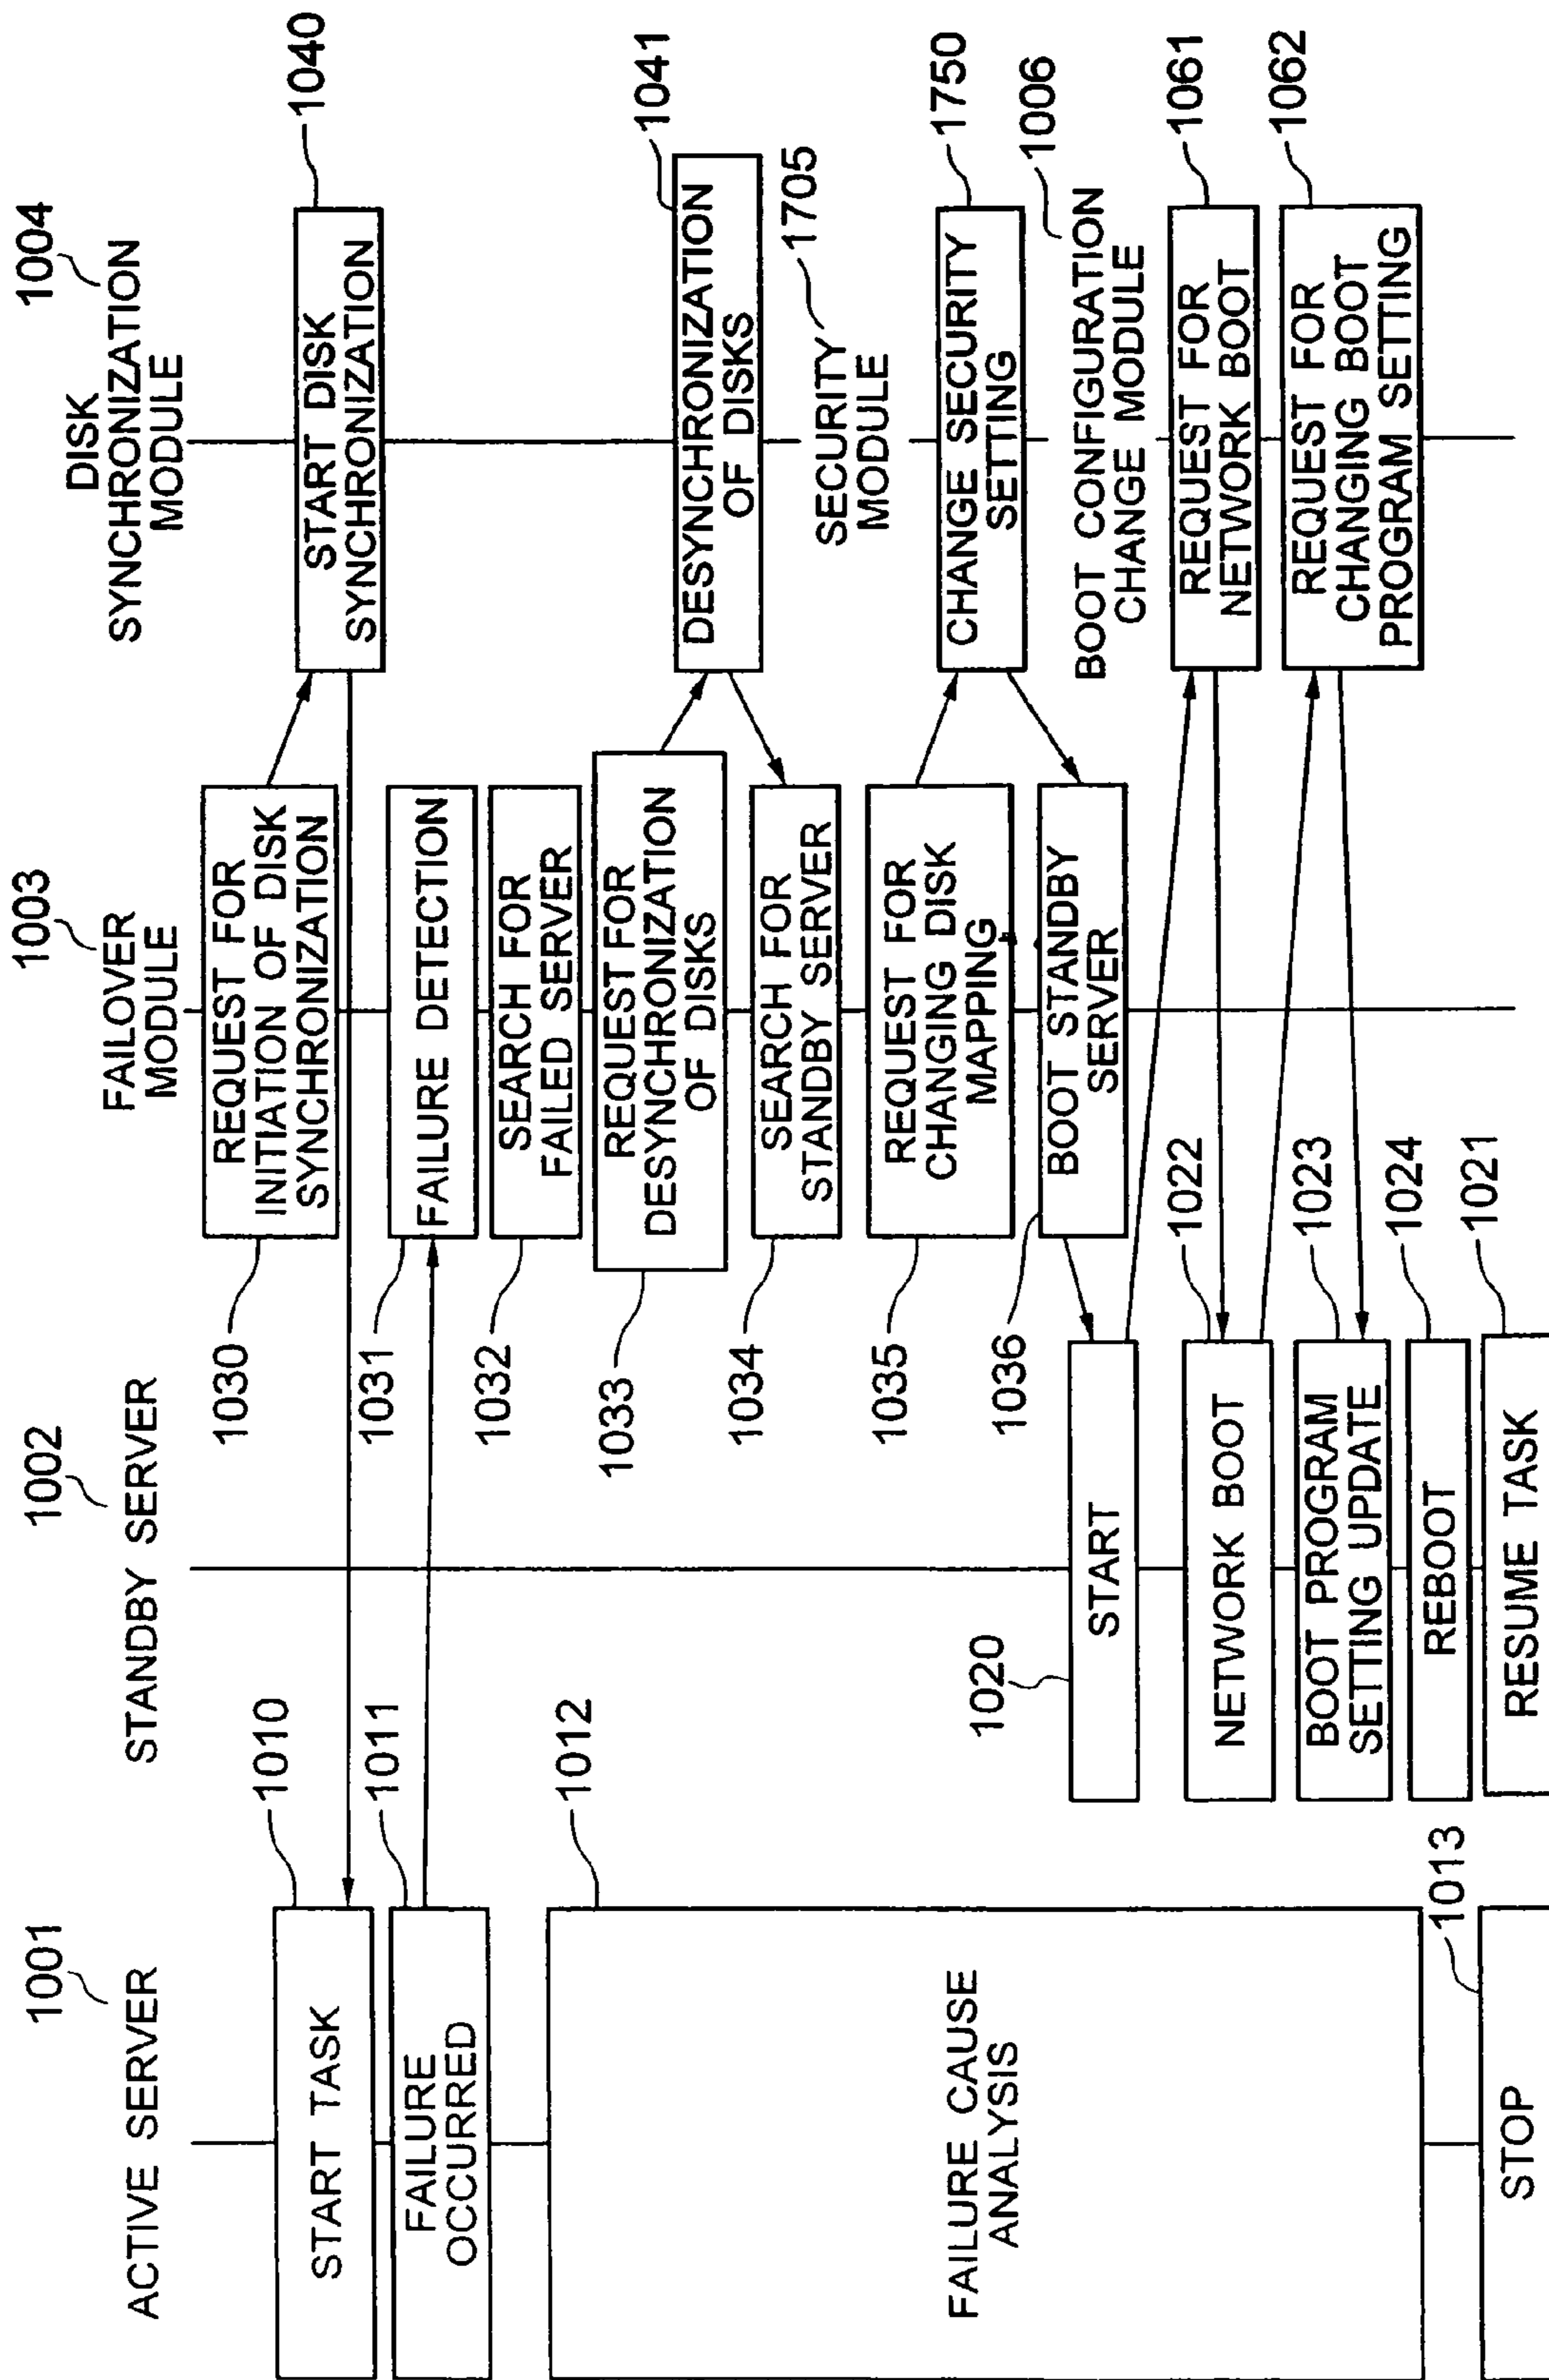 1001
ACTIVE SERVER
START TASK
1010
FAILURE
OCCURRED
1011
FAILURE CAUSE
ANALYSIS
1012
STOP
1013
1002
STANDBY SERVER
START
1020
NETWORK BOOT
1022
BOOT PROGRAM
SETTING UPDATE
1023
REBOOT
1024
RESUME TASK
1021
1003
FAILOVER
MODULE
REQUEST FOR
INITIATION OF DISK
SYNCHRONIZATION
1030
FAILURE DETECTION
1031
SEARCH FOR
FAILED SERVER
1032
REQUEST FOR
DESYNCHRONIZATION
OF DISKS
1033
SEARCH FOR
STANDBY SERVER
1034
REQUEST FOR
CHANGING DISK
MAPPING
1035
BOOT STANDBY
SERVER
1036
1004
DISK
SYNCHRONIZATION
MODULE
START DISK
SYNCHRONIZATION
1040
DESYNCHRONIZATION
OF DISKS
1041
SECURITY
MODULE
1705
CHANGE SECURITY
SETTING
1750
BOOT CONFIGURATION
CHANGE MODULE
1006
REQUEST FOR
NETWORK BOOT
1061
REQUEST FOR
CHANGING BOOT
PROGRAM SETTING
1062